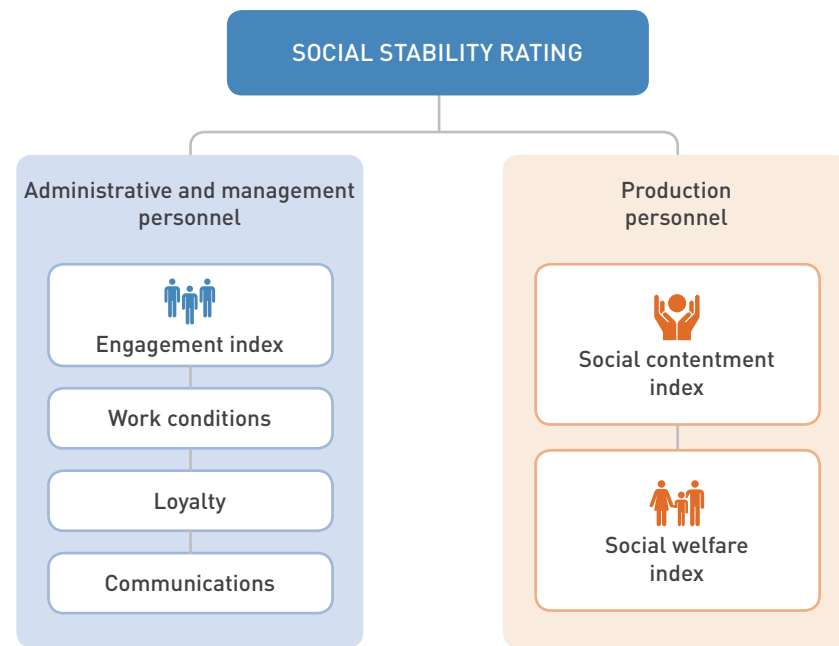 SOCIAL STABILITY RATING
Administrative and management
personnel
Engagement index
Work conditions
Loyalty
Communications
Production
personnel
Social contentment
index
Social welfare
index